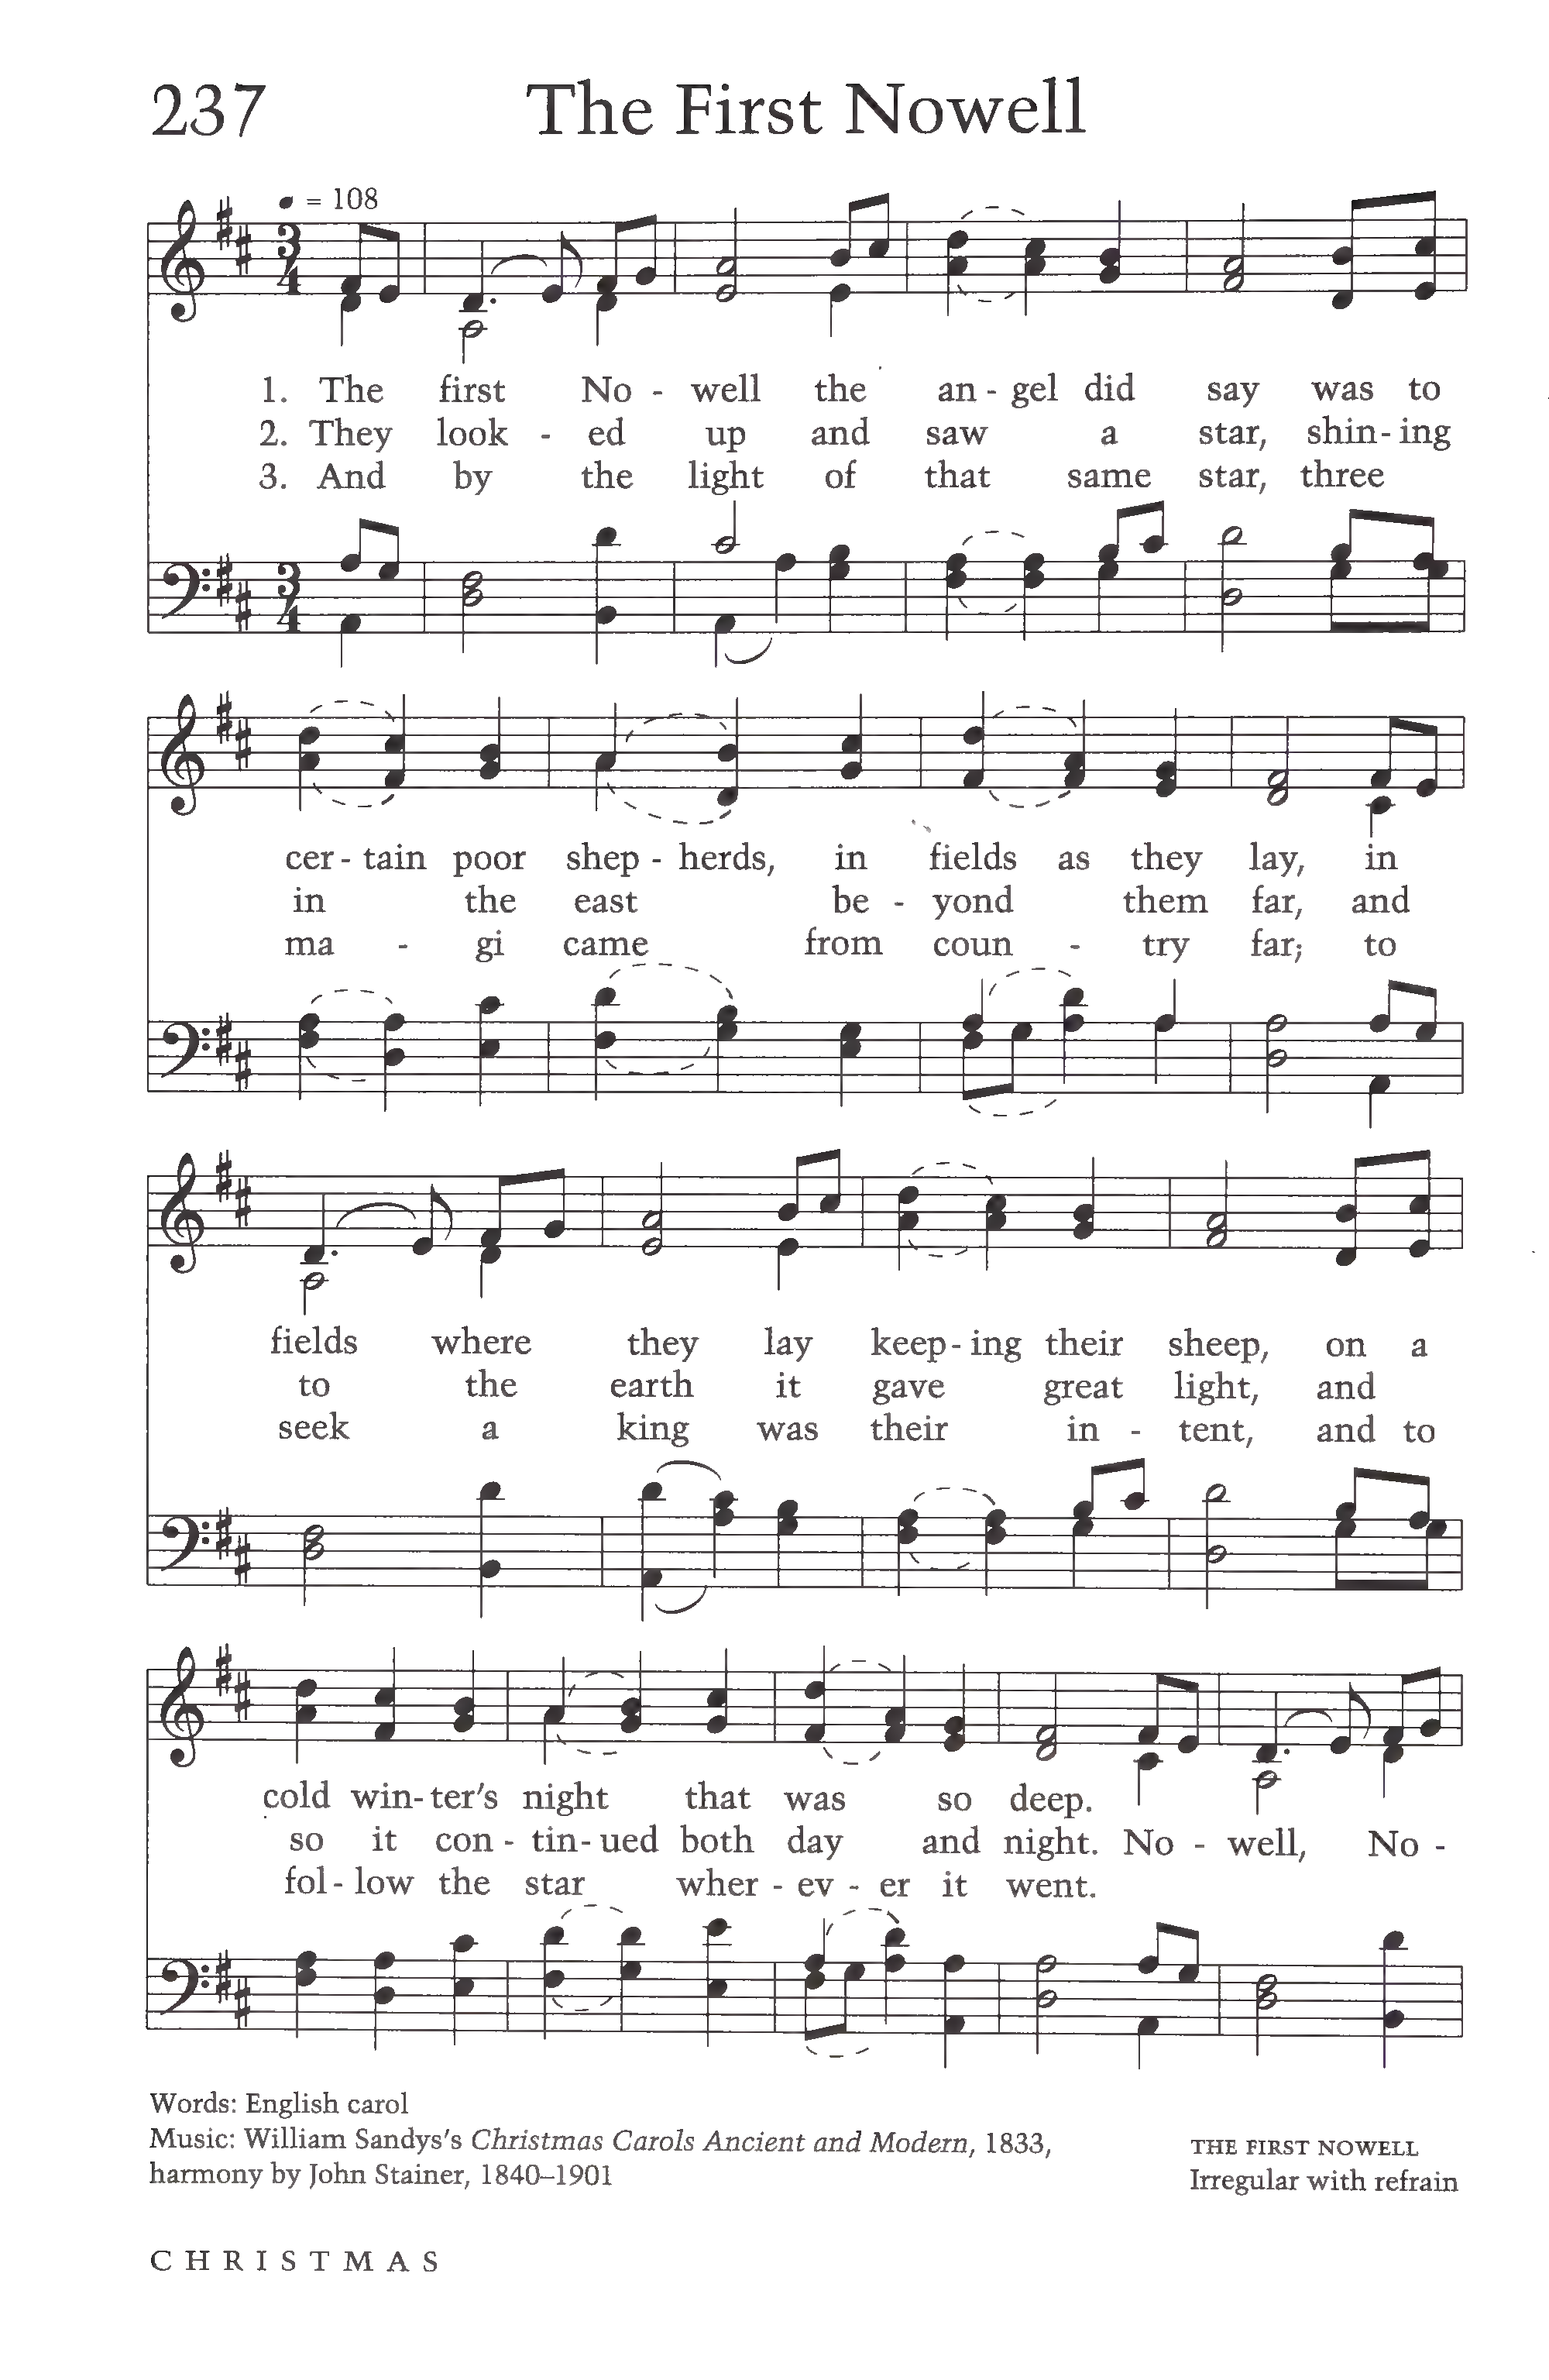 237 The First Nowell
= 108
1. The first No - well the an - gel did say was to
2. They look - ed up and saw a star, shin - ing
3. And by the light of that same star, three
cer - tain poor shep - herds, in fields as they lay, in
in the east be - yond them far, and
ma - gi came from coun - try far; to
fields where they lay keep - ing their sheep, on a
to the earth it gave great light, and
seek a king was their in - tent, and to
cold win - ter's night that was so deep.
so it con - tin - ued both day and night. No - well, No -
fol - low the star wher - ev - er it went.
Words: English carol
Music: William Sandys's Christmas Carols Ancient and Modern, 1833,
harmony by John Stainer, 1840–1901
THE FIRST NOWELL
Irregular with refrain
CHRISTMAS